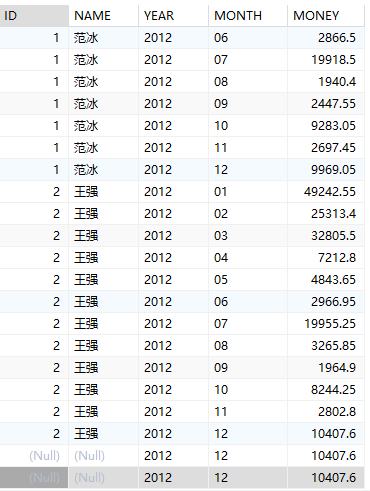 ID NAME YEAR MONTH MONEY
1 范冰 2012 06 2866.5
1 范冰 2012 07 19918.5
1 范冰 2012 08 1940.4
1 范冰 2012 09 2447.55
1 范冰 2012 10 9283.05
1 范冰 2012 11 2697.45
1 范冰 2012 12 9969.05
2 王强 2012 01 49242.55
2 王强 2012 02 25313.4
2 王强 2012 03 32805.5
2 王强 2012 04 7212.8
2 王强 2012 05 4843.65
2 王强 2012 06 2966.95
2 王强 2012 07 19955.25
2 王强 2012 08 3265.85
2 王强 2012 09 1964.9
2 王强 2012 10 8244.25
2 王强 2012 11 2802.8
2 王强 2012 12 10407.6
(Null) (Null) 2012 12 10407.6
(Null) (Null) 2012 12 10407.6